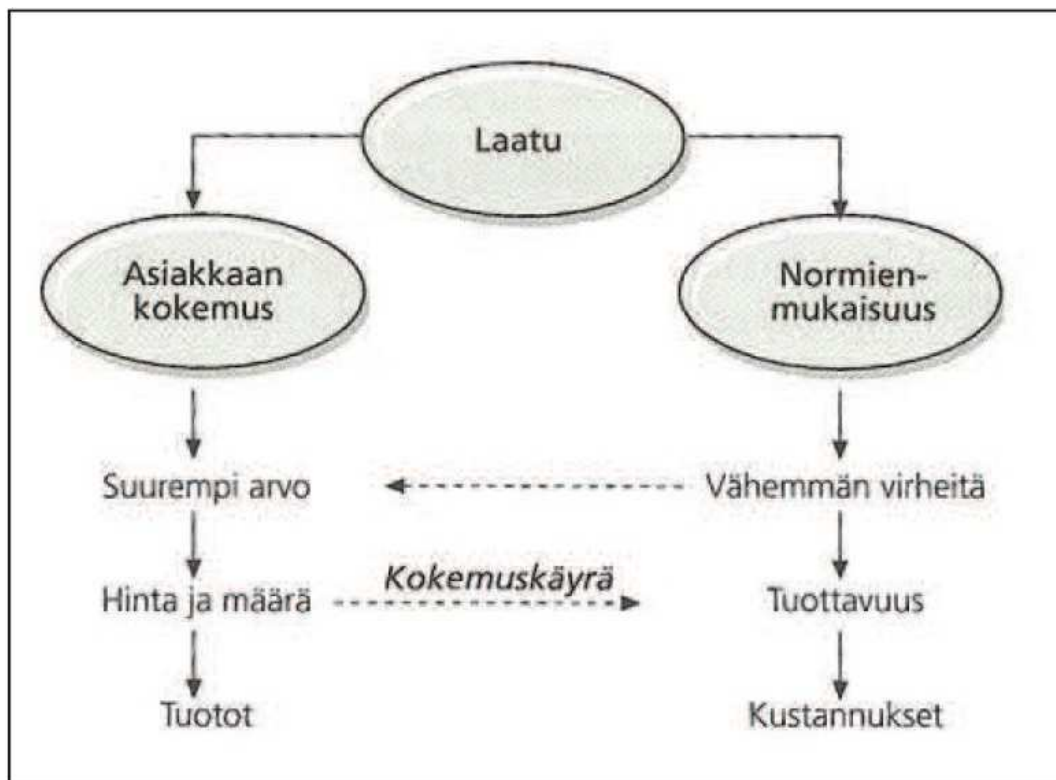 Laatu
Asiakkaan
kokemus
Normien-
mukaisuus
Suurempi arvo
Vähemmän virheitä
Hinta ja määrä
Kokemuskäyrä
Tuottavuus
Tuotot
Kustannukset